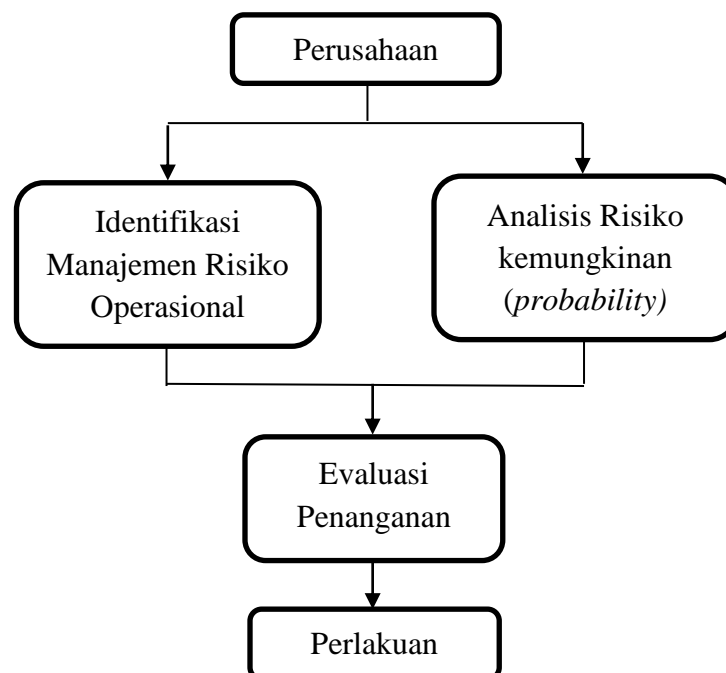 Perusahaan
Identifikasi
Manajemen Risiko
Operasional
Analisis Risiko
kemungkinan
(probability)
Evaluasi
Penanganan
Perlakuan